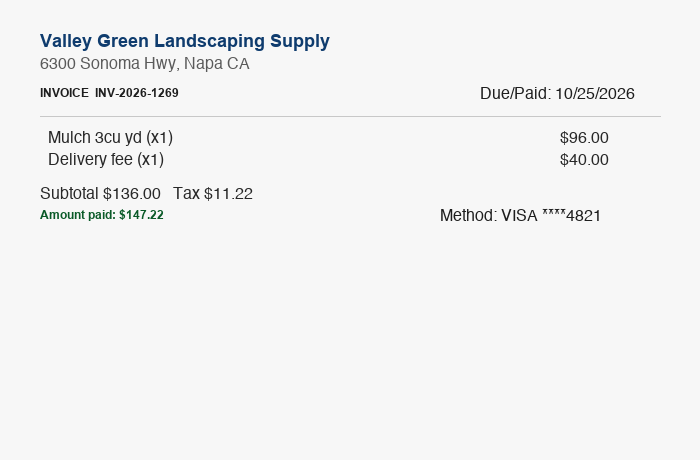 Valley Green Landscaping Supply
6300 Sonoma Hwy, Napa CA
INVOICE INV-2026-1269 Due/Paid: 10/25/2026
Mulch 3cu yd (x1) $96.00
Delivery fee (x1) $40.00
Subtotal $136.00 Tax $11.22
Amount paid: $147.22 Method: VISA ****4821